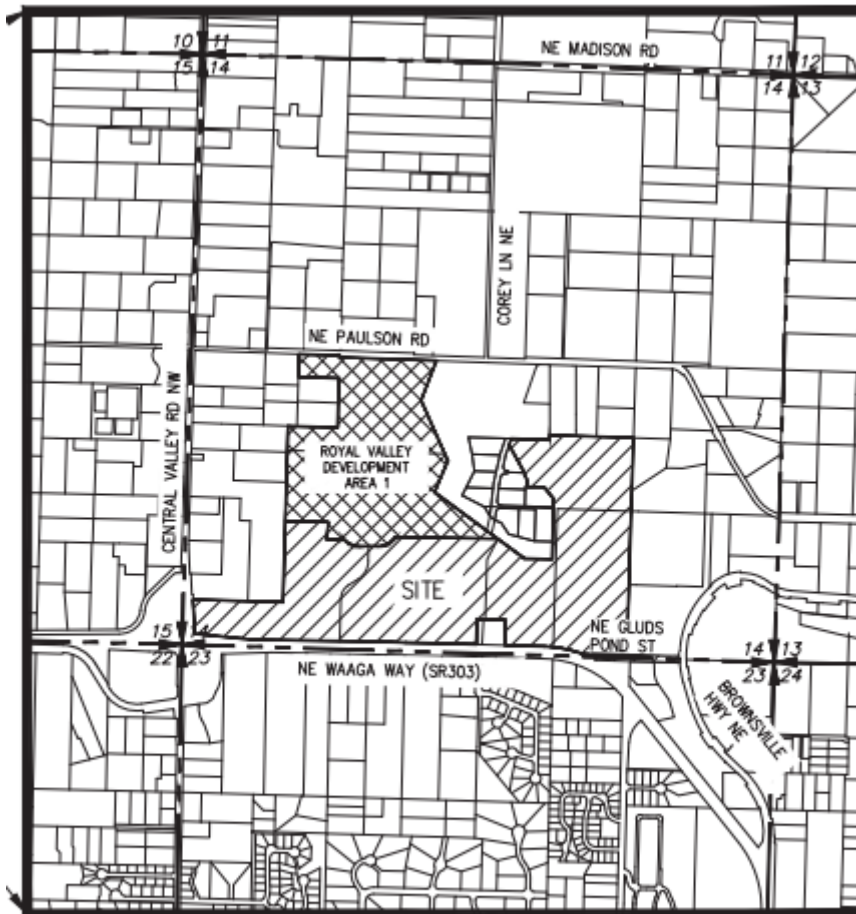 NE MADISON RD
10 11
15 14
11 12
14 13
COREY LN NE
NE PAULSON RD
CENTRAL VALLEY RD NW
ROYAL VALLEY
DEVELOPMENT
AREA 1
SITE
NE GLUDS
POND ST
15
22 23
14 13
23 24
NE WAAGA WAY (SR303)
BROWNSVILLE
HWY NE